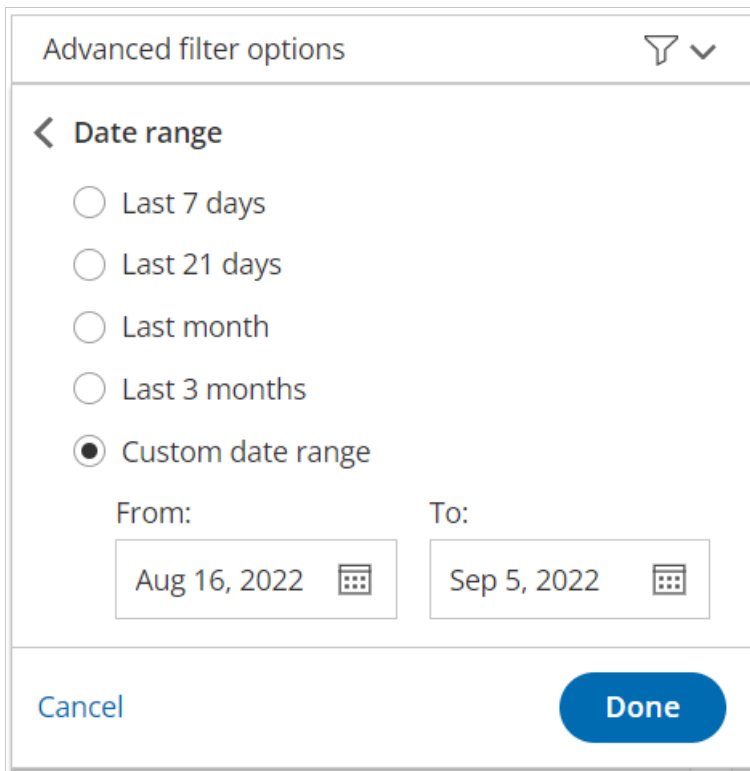 Advanced filter options
Date range
Last 7 days
Last 21 days
Last month
Last 3 months
Custom date range
From: To:
Aug 16, 2022 Sep 5, 2022
Cancel Done